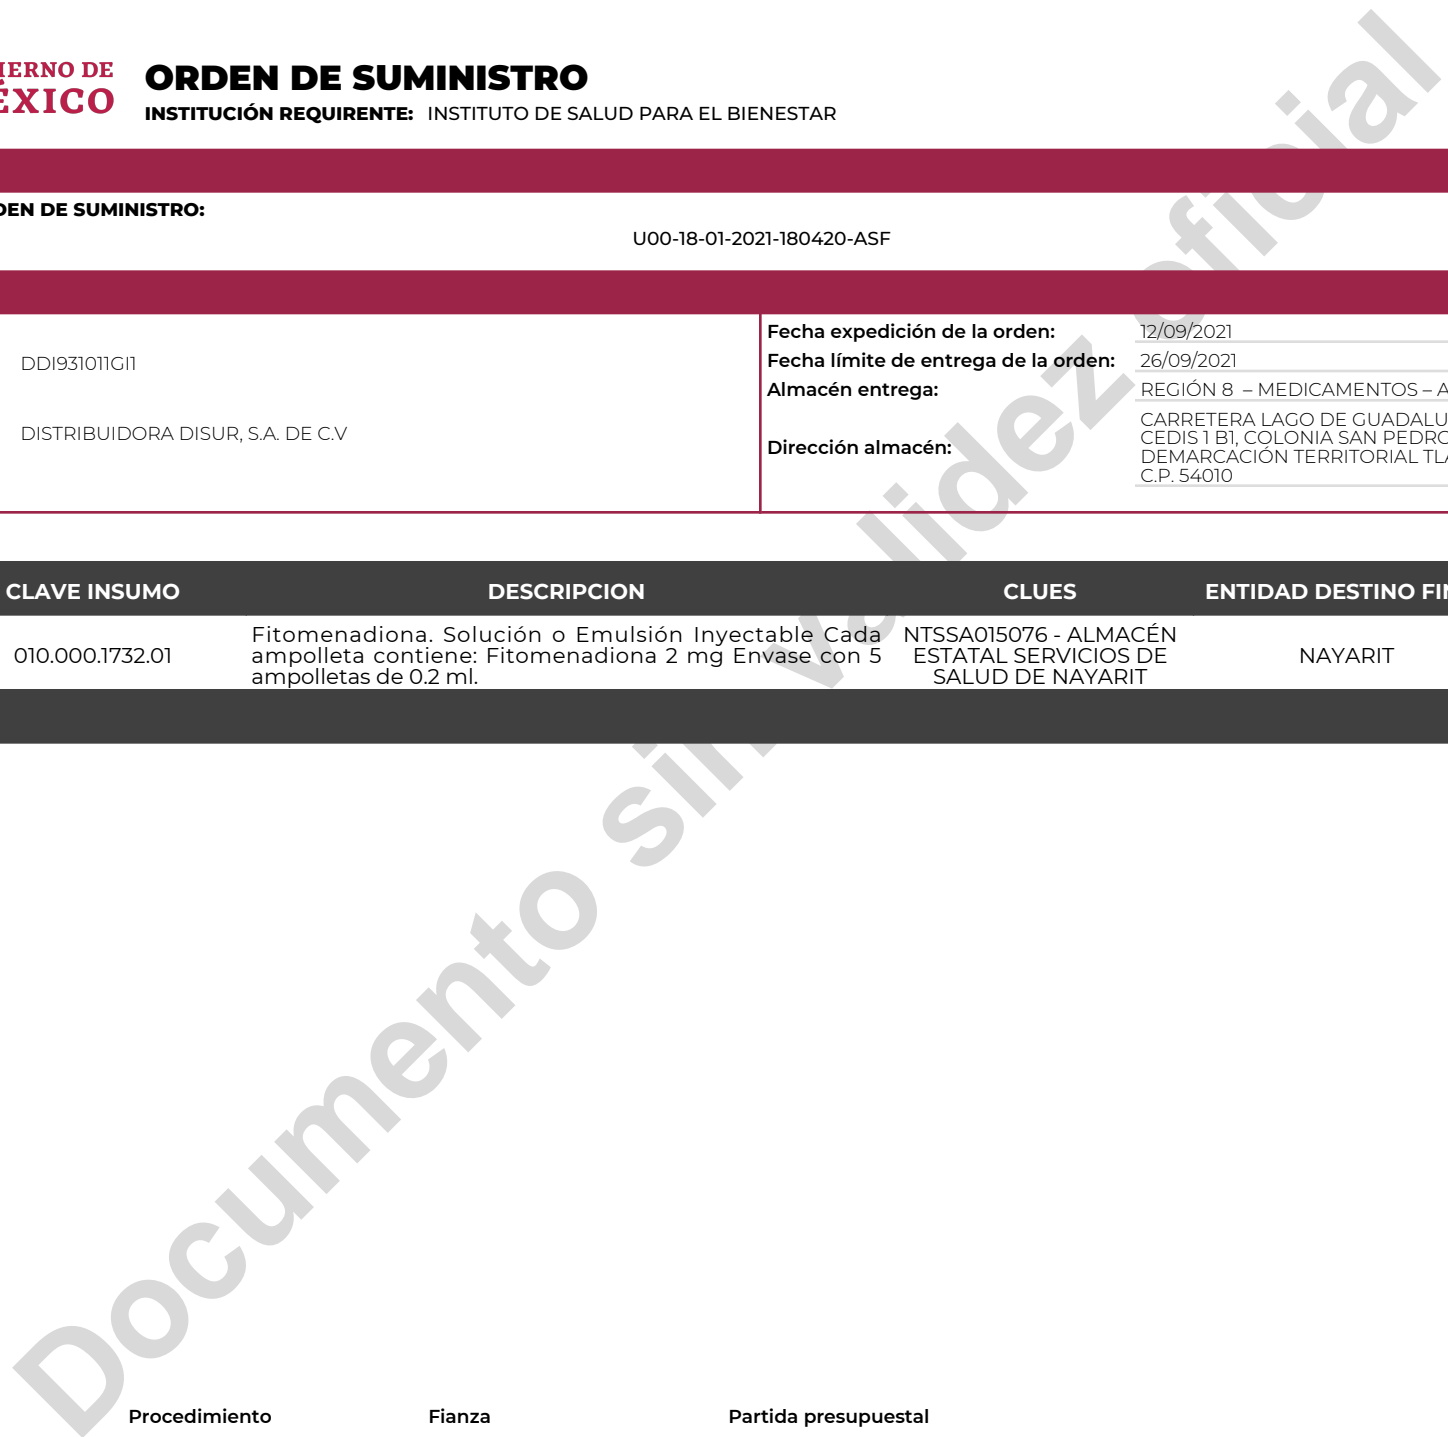 IERNO DE
ÉXICO
ORDEN DE SUMINISTRO
INSTITUCIÓN REQUIRENTE: INSTITUTO DE SALUD PARA EL BIENESTAR
DEN DE SUMINISTRO:
U00-18-01-2021-180420-ASF
DDI931011GI1
DISTRIBUIDORA DISUR, S.A. DE C.V
Fecha expedición de la orden: 12/09/2021
Fecha límite de entrega de la orden: 26/09/2021
Almacén entrega: REGIÓN 8 – MEDICAMENTOS – A
Dirección almacén:
CARRETERA LAGO DE GUADALU
CEDIS 1 B1, COLONIA SAN PEDRO
DEMARCACIÓN TERRITORIAL TLA
C.P. 54010
CLAVE INSUMO DESCRIPCION CLUES ENTIDAD DESTINO FIN
010.000.1732.01
Fitomenadiona. Solución o Emulsión Inyectable Cada
ampolleta contiene: Fitomenadiona 2 mg Envase con 5
ampolletas de 0.2 ml.
NTSSA015076 - ALMACÉN
ESTATAL SERVICIOS DE
SALUD DE NAYARIT
NAYARIT
Documento sin validez oficial
Procedimiento Fianza Partida presupuestal